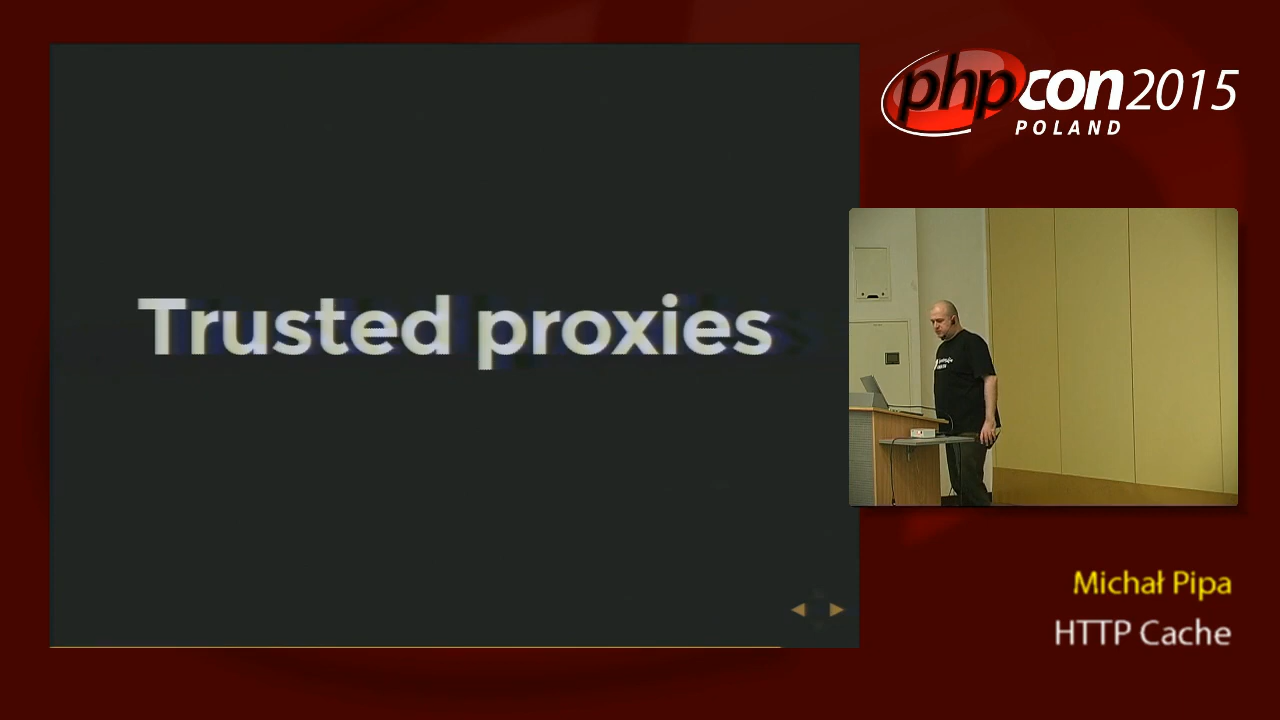 Trusted proxies
phpcon2015
POLAND
Michał Pipa
HTTP Cache